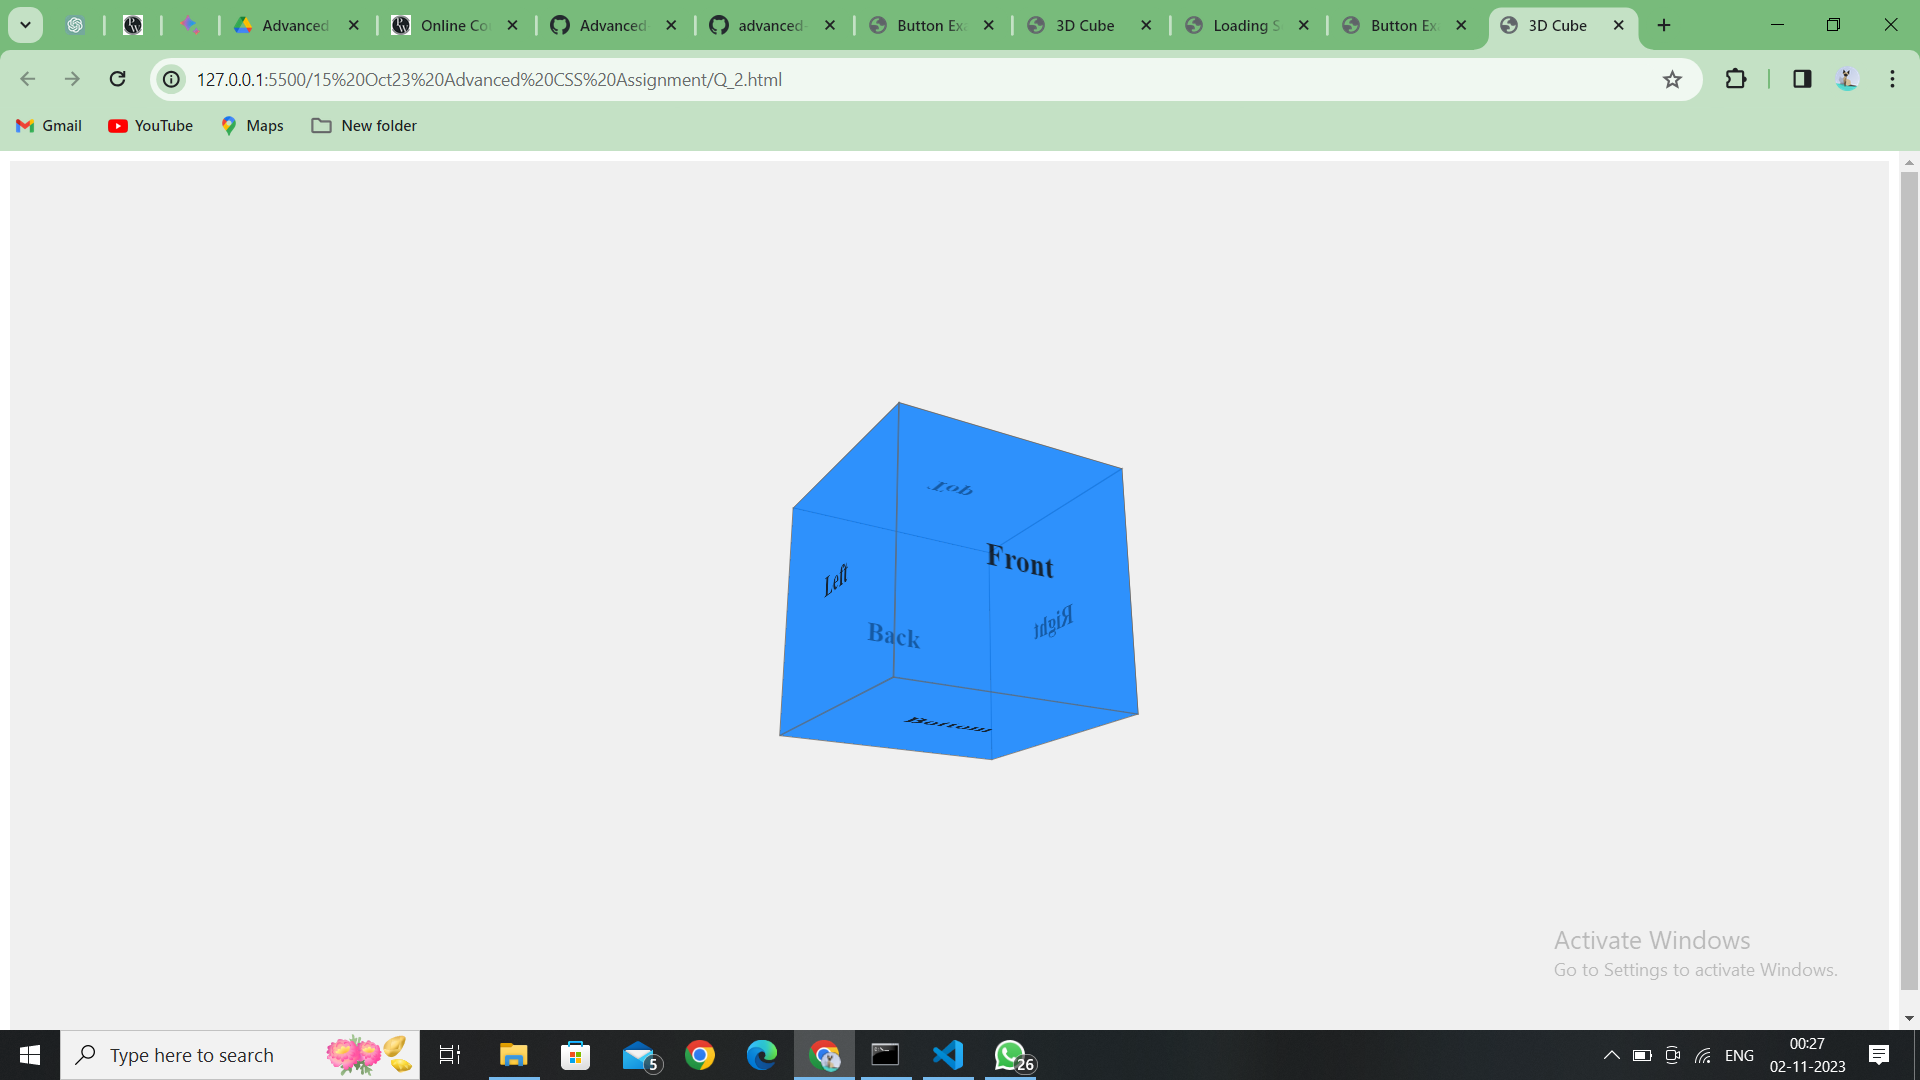 Advanced
Online Co
Advanced
advanced-
Button Ex
3D Cube
Loading S
Button Ex
3D Cube
127.0.0.1:5500/15%20Oct23%20Advanced%20CSS%20Assignment/Q_2.html
Gmail
YouTube
Maps
New folder
Top
Front
Left
Right
Back
Bottom
Activate Windows
Go to Settings to activate Windows.
Type here to search
5
26
ENG
00:27
02-11-2023